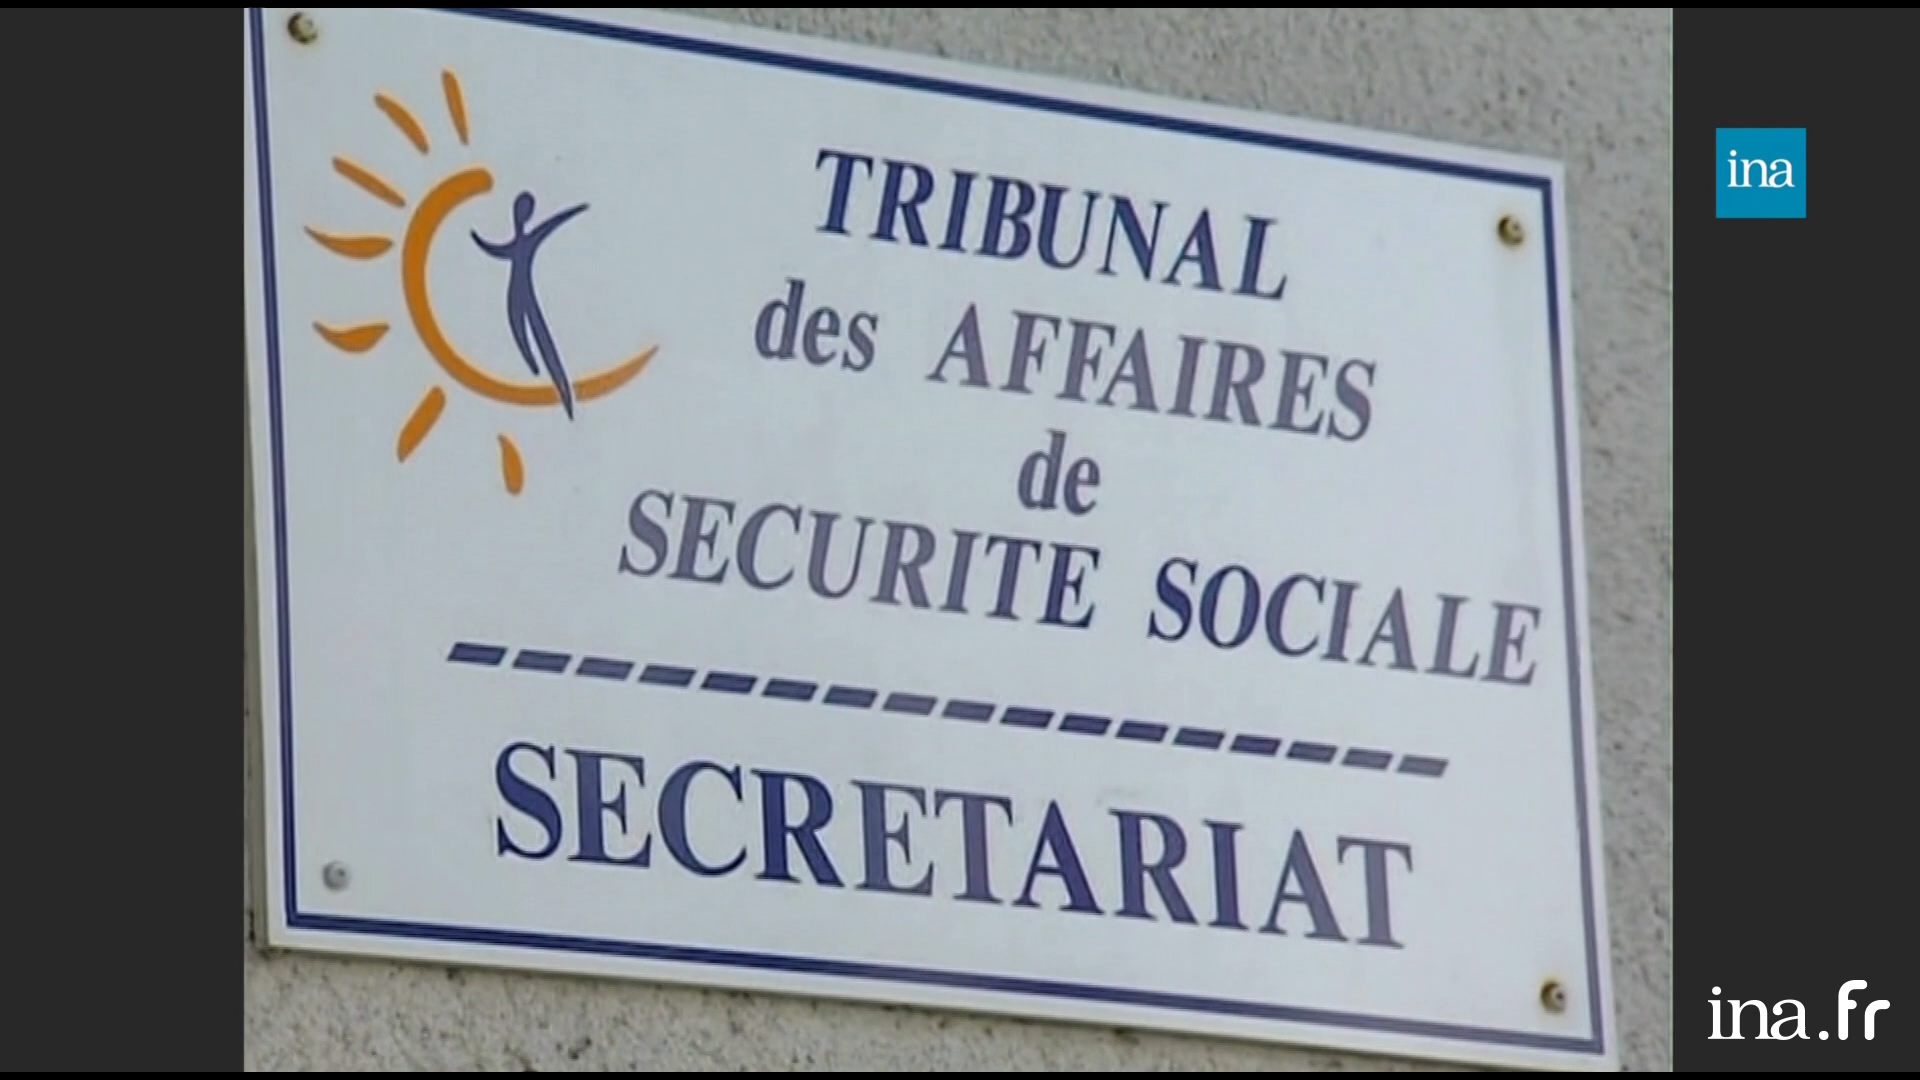 TRIBUNAL
des AFFAIRES
de
SECURITE SOCIALE
SECRETARIAT
ina
ina.fr